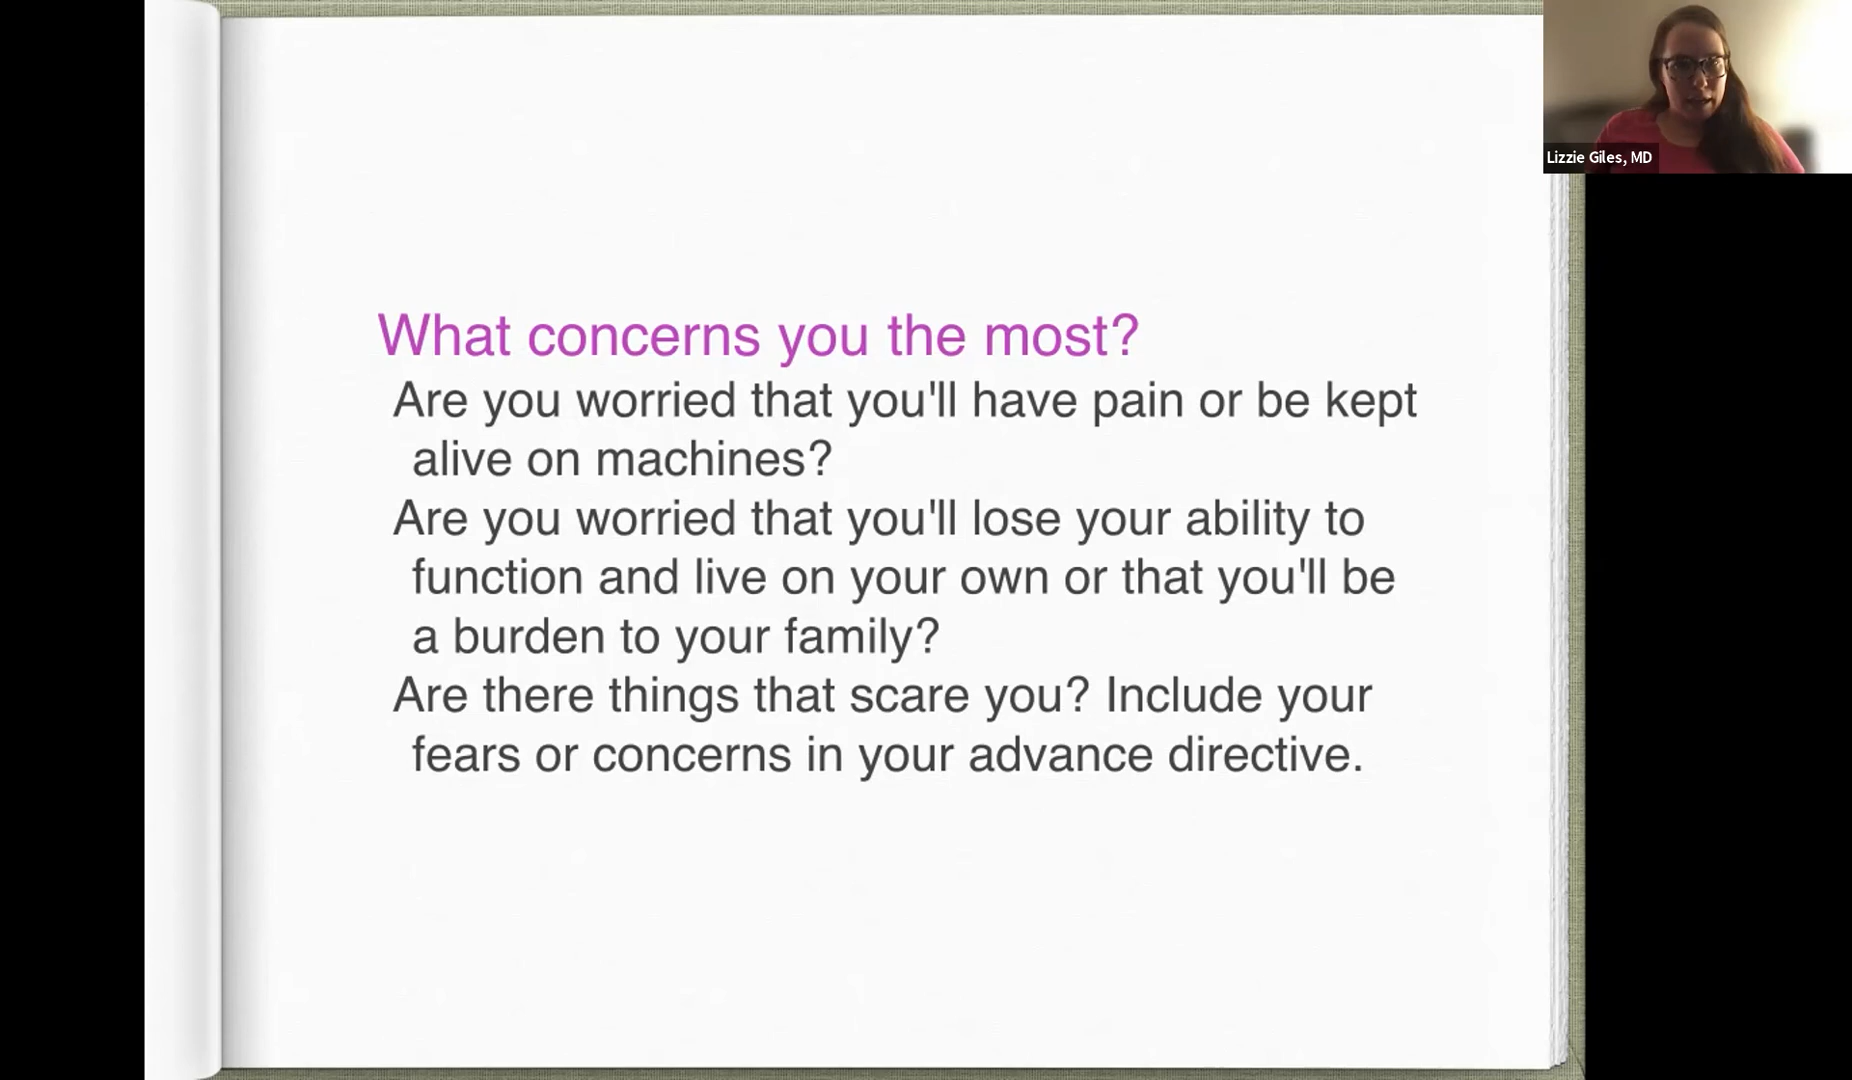 Lizzie Giles, MD
What concerns you the most?
Are you worried that you'll have pain or be kept
alive on machines?
Are you worried that you'll lose your ability to
function and live on your own or that you'll be
a burden to your family?
Are there things that scare you? Include your
fears or concerns in your advance directive.